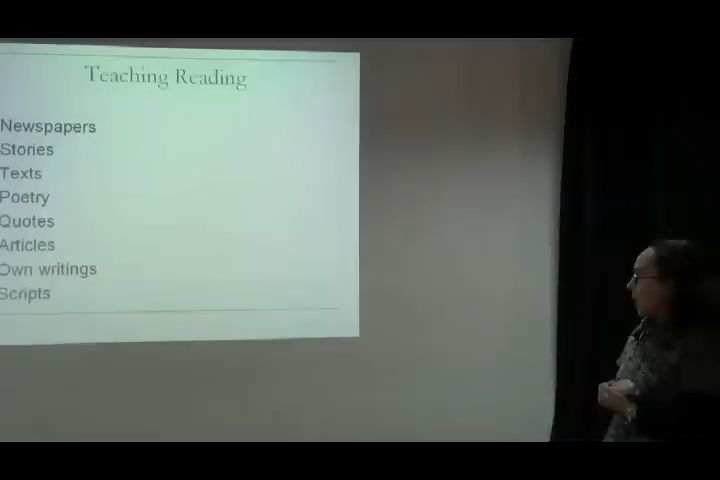 Teaching Reading
Newspapers
Stories
Texts
Poetry
Quotes
Articles
Own writings
Scripts